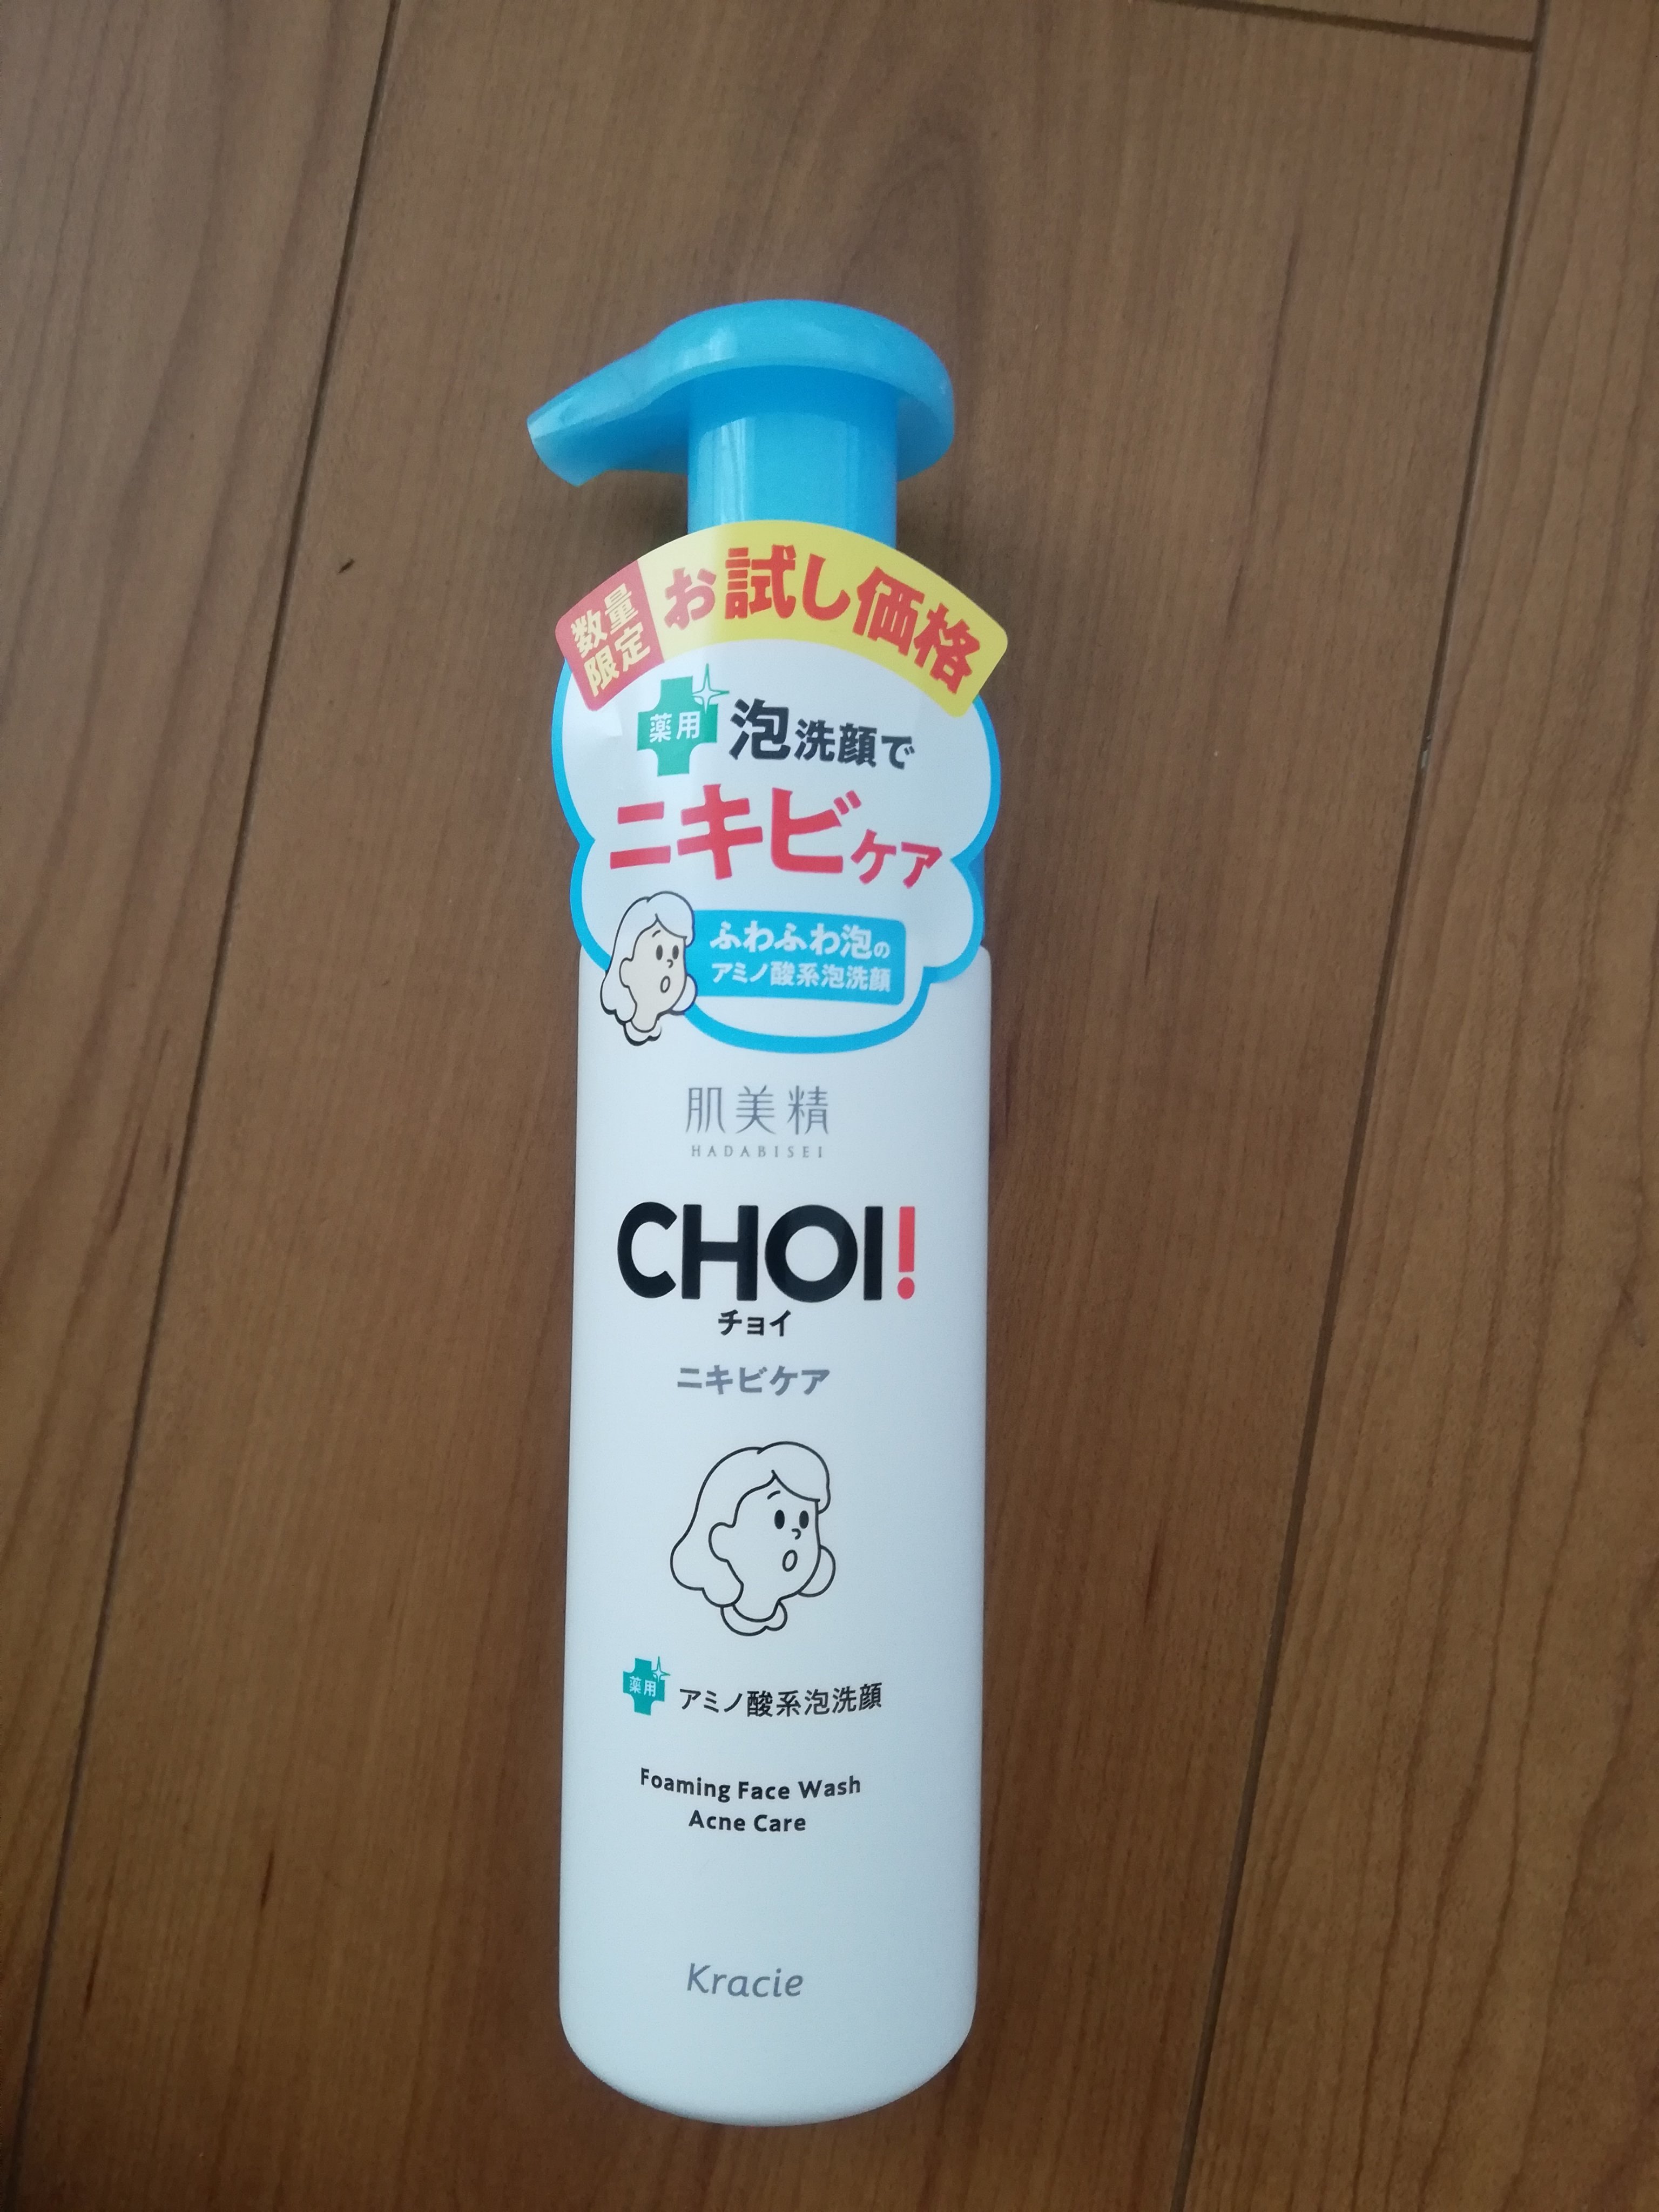 数量
限定
お試し価格
薬用
泡洗顔で
ニキビケア
ふわふわ泡の
アミノ酸系泡洗顔
肌美精
HADABISEI
CHOI!
チョイ
ニキビケア
薬用
アミノ酸系泡洗顔
Foaming Face Wash
Acne Care
Kracie